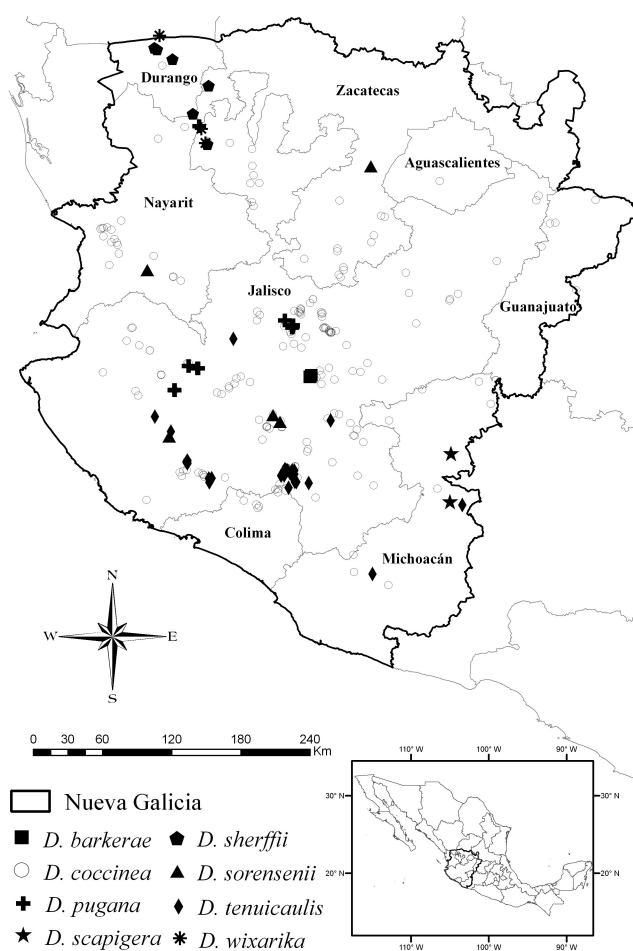 Durango
Zacatecas
Aguascalientes
Nayarit
Jalisco
Guanajuato
Colima
Michoacán
N
W
E
S
0 15 30 60 120 180 240
Km
Nueva Galicia
D. barkerae
D. sherffii
D. coccinea
D. sorensenii
D. pugana
D. tenuicaulis
D. scapigera
D. wixarika
110° W 100° W 90° W
30° N
30° N
20° N
20° N
110° W 100° W 90° W